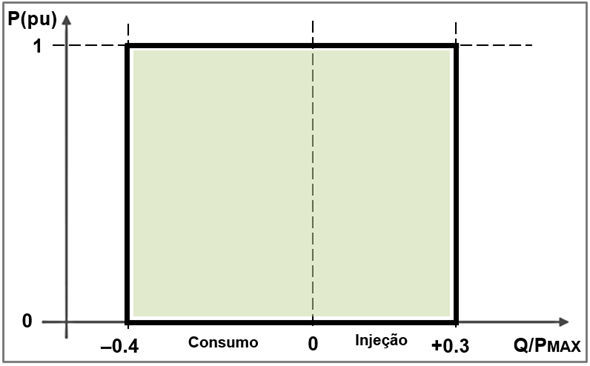 P(pu)
1
0
–0.4 Consumo 0 Injeção +0.3 Q/PMAX